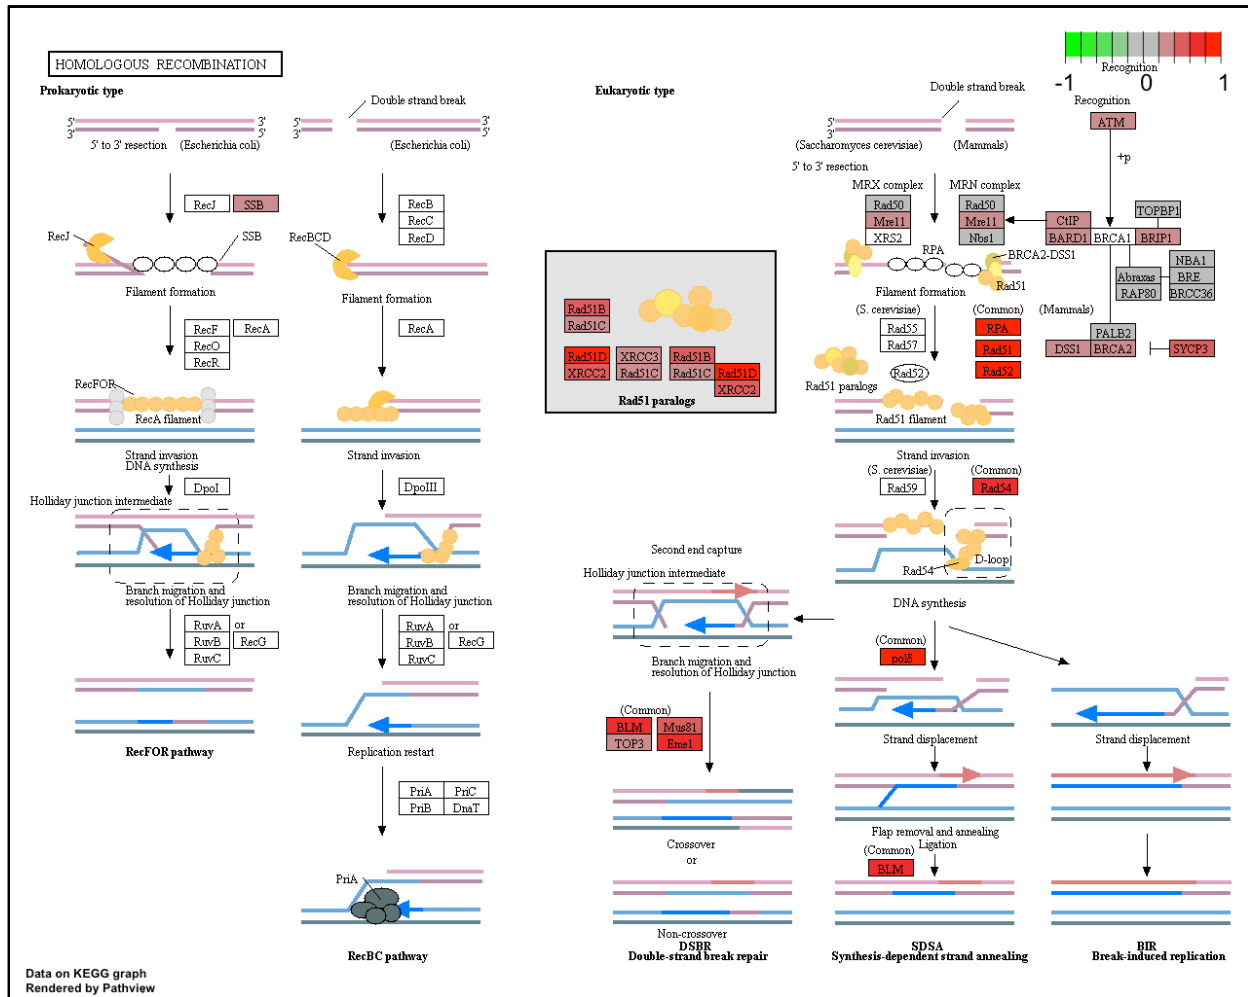 HOMOLOGOUS RECOMBINATION
-1 0 1
Recognition
Prokaryotic type
Eukaryotic type
Recognition
Double strand break
Double strand break
ATM
5' 3'
3' 5'
5' 3'
3' 5'
5' to 3' resection (Escherichia coli)
(Escherichia coli)
(Saccharomyces cerevisiae) (Mammals)
5' to 3' resection
+p
MRX complex MRN complex
RecJ SSB
RecB
RecC
RecD
Rad50
Mre11
XRS2
Rad50
Mre11
Nbs1
CtIP
BARD1 BRCA1 BRIP1
TOPBP1
RecJ
SSB
RecBCD
RPA
BRCA2-DSS1
Rad51
NBA1
Abraxas BRE
RAP80 BRCC36
Filament formation
Filament formation
Filament formation
(S. cerevisiae) (Common)
(Mammals)
RecF RecA
RecO
RecR
RecA
Rad51B
Rad51C
Rad51D
XRCC2
XRCC3
Rad51C
Rad51B
Rad51C
Rad51D
XRCC2
Rad51 paralogs
Rad55
Rad57
Rad52
RPA
Rad51
Rad52
PALB2
DSS1 BRCA2
SYCP3
Rad51 paralogs
RecFOR
RecA filament
Rad51 filament
Strand invasion
DNA synthesis
Strand invasion
Strand invasion
(S. cerevisiae) (Common)
DpoI
DpoIII
Rad59
Rad54
Holliday junction intermediate
Rad54
D-loop
Second end capture
Holliday junction intermediate
Branch migration and
resolution of Holliday junction
Branch migration and
resolution of Holliday junction
DNA synthesis
RuvA or
RuvB RecG
RuvC
RuvA or
RuvB RecG
RuvC
Branch migration and
resolution of Holliday junction
(Common)
polδ
RecFOR pathway
Replication restart
(Common)
BLM Mus81
TOP3 Eme1
Strand displacement
Strand displacement
PriA PriC
PriB DnaT
Crossover
or
Flap removal and annealing
Ligation
(Common)
BLM
PriA
Non-crossover
RecBC pathway
DSBR
Double-strand break repair
SDSA
Synthesis-dependent strand annealing
BIR
Break-induced replication
Data on KEGG graph
Rendered by Pathview